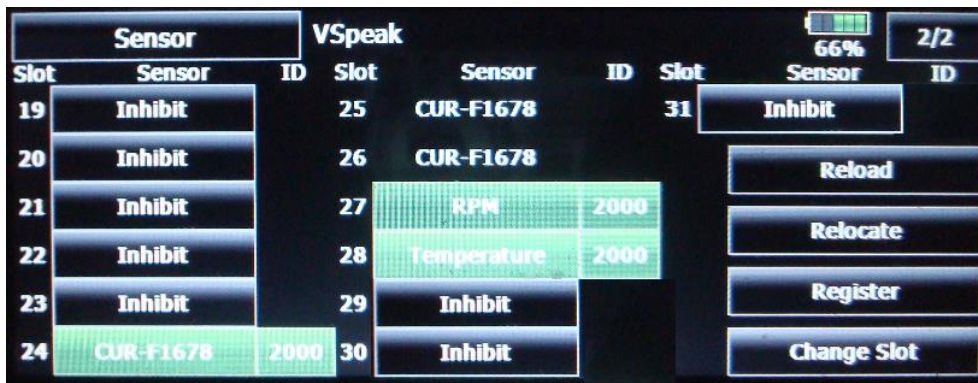 Sensor VSpeak 66% 2/2
Slot Sensor ID Slot Sensor ID Slot Sensor ID
19 Inhibit 25 CUR-F1678 31 Inhibit
20 Inhibit 26 CUR-F1678 Reload
21 Inhibit 27 RPM 2000
Relocate
22 Inhibit 28 Temperature 2000
Register
23 Inhibit 29 Inhibit
24 CUR-F1678 2000 30 Inhibit Change Slot